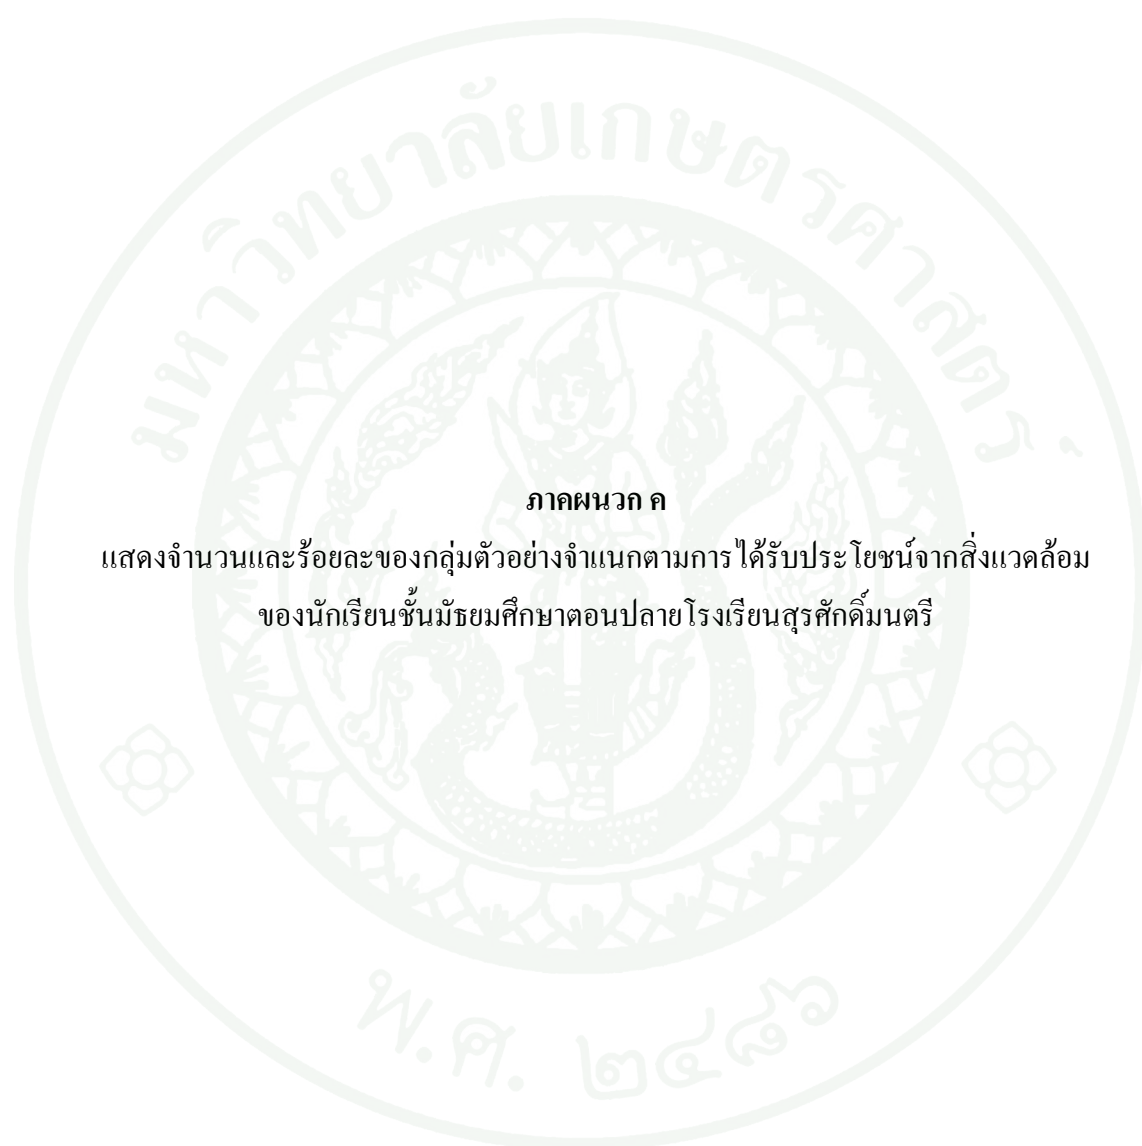 มหาวิทยาลัยเกษตรศาสตร์
ภาคผนวก ค
แสดงจำนวนและร้อยละของกลุ่มตัวอย่างจำแนกตามการได้รับประโยชน์จากสิ่งแวดล้อม
ของนักเรียนชั้นมัธยมศึกษาตอนปลายโรงเรียนสุรศักดิ์มนตรี
พ.ศ. ๒๔๘๖